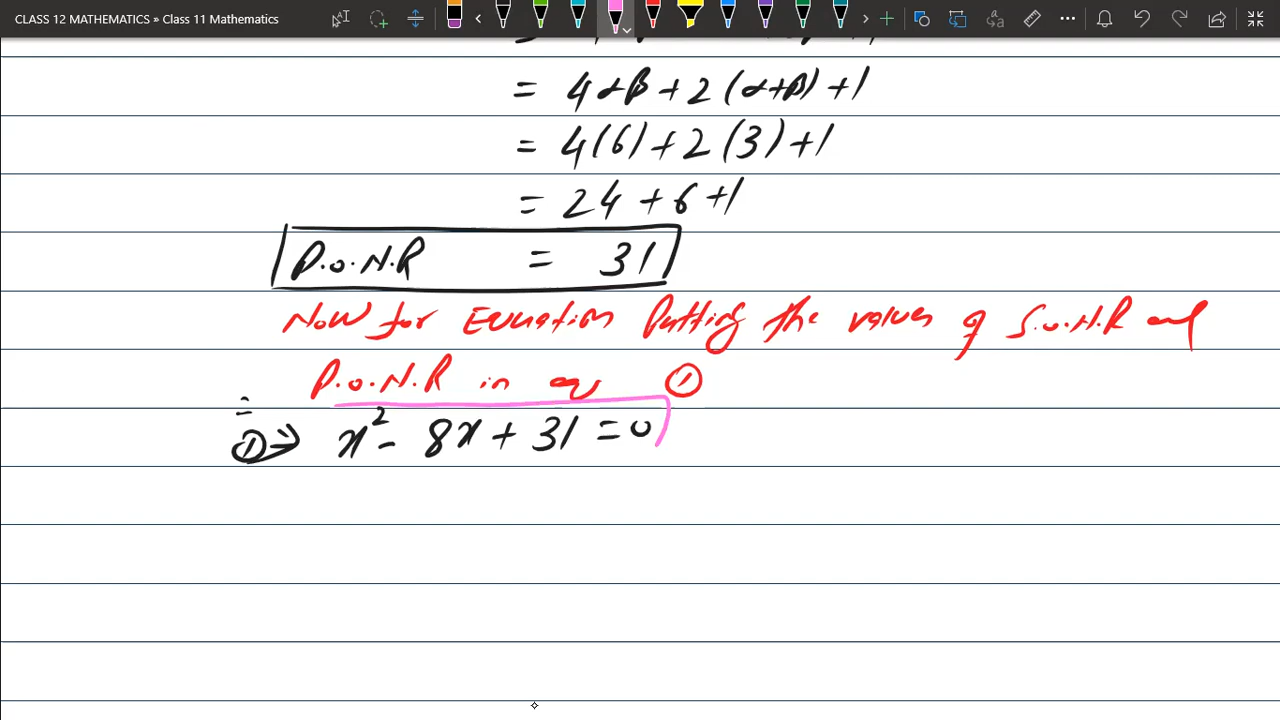 CLASS 12 MATHEMATICS » Class 11 Mathematics
= 4αβ + 2(α+β) + 1
= 4(6) + 2(3) + 1
= 24 + 6 + 1
P.o.N.R = 31
Now for Equation Putting the values of S.o.N.R and
P.o.N.R in eq ①
① ⇒ x² - 8x + 31 = 0